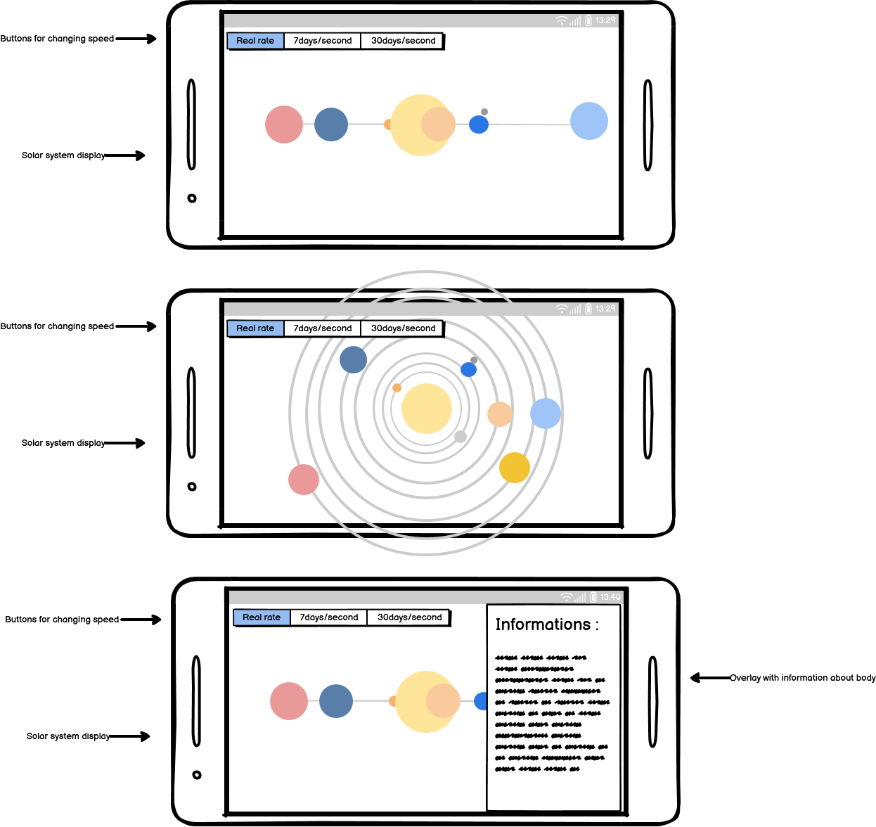 13:29
Buttons for changing speed
Real rate 7days/second 30days/second
Solar system display
13:29
Buttons for changing speed
Real rate 7days/second 30days/second
Solar system display
13:40
Buttons for changing speed
Real rate 7days/second 30days/second
Informations :
Overlay with information about body
Solar system display